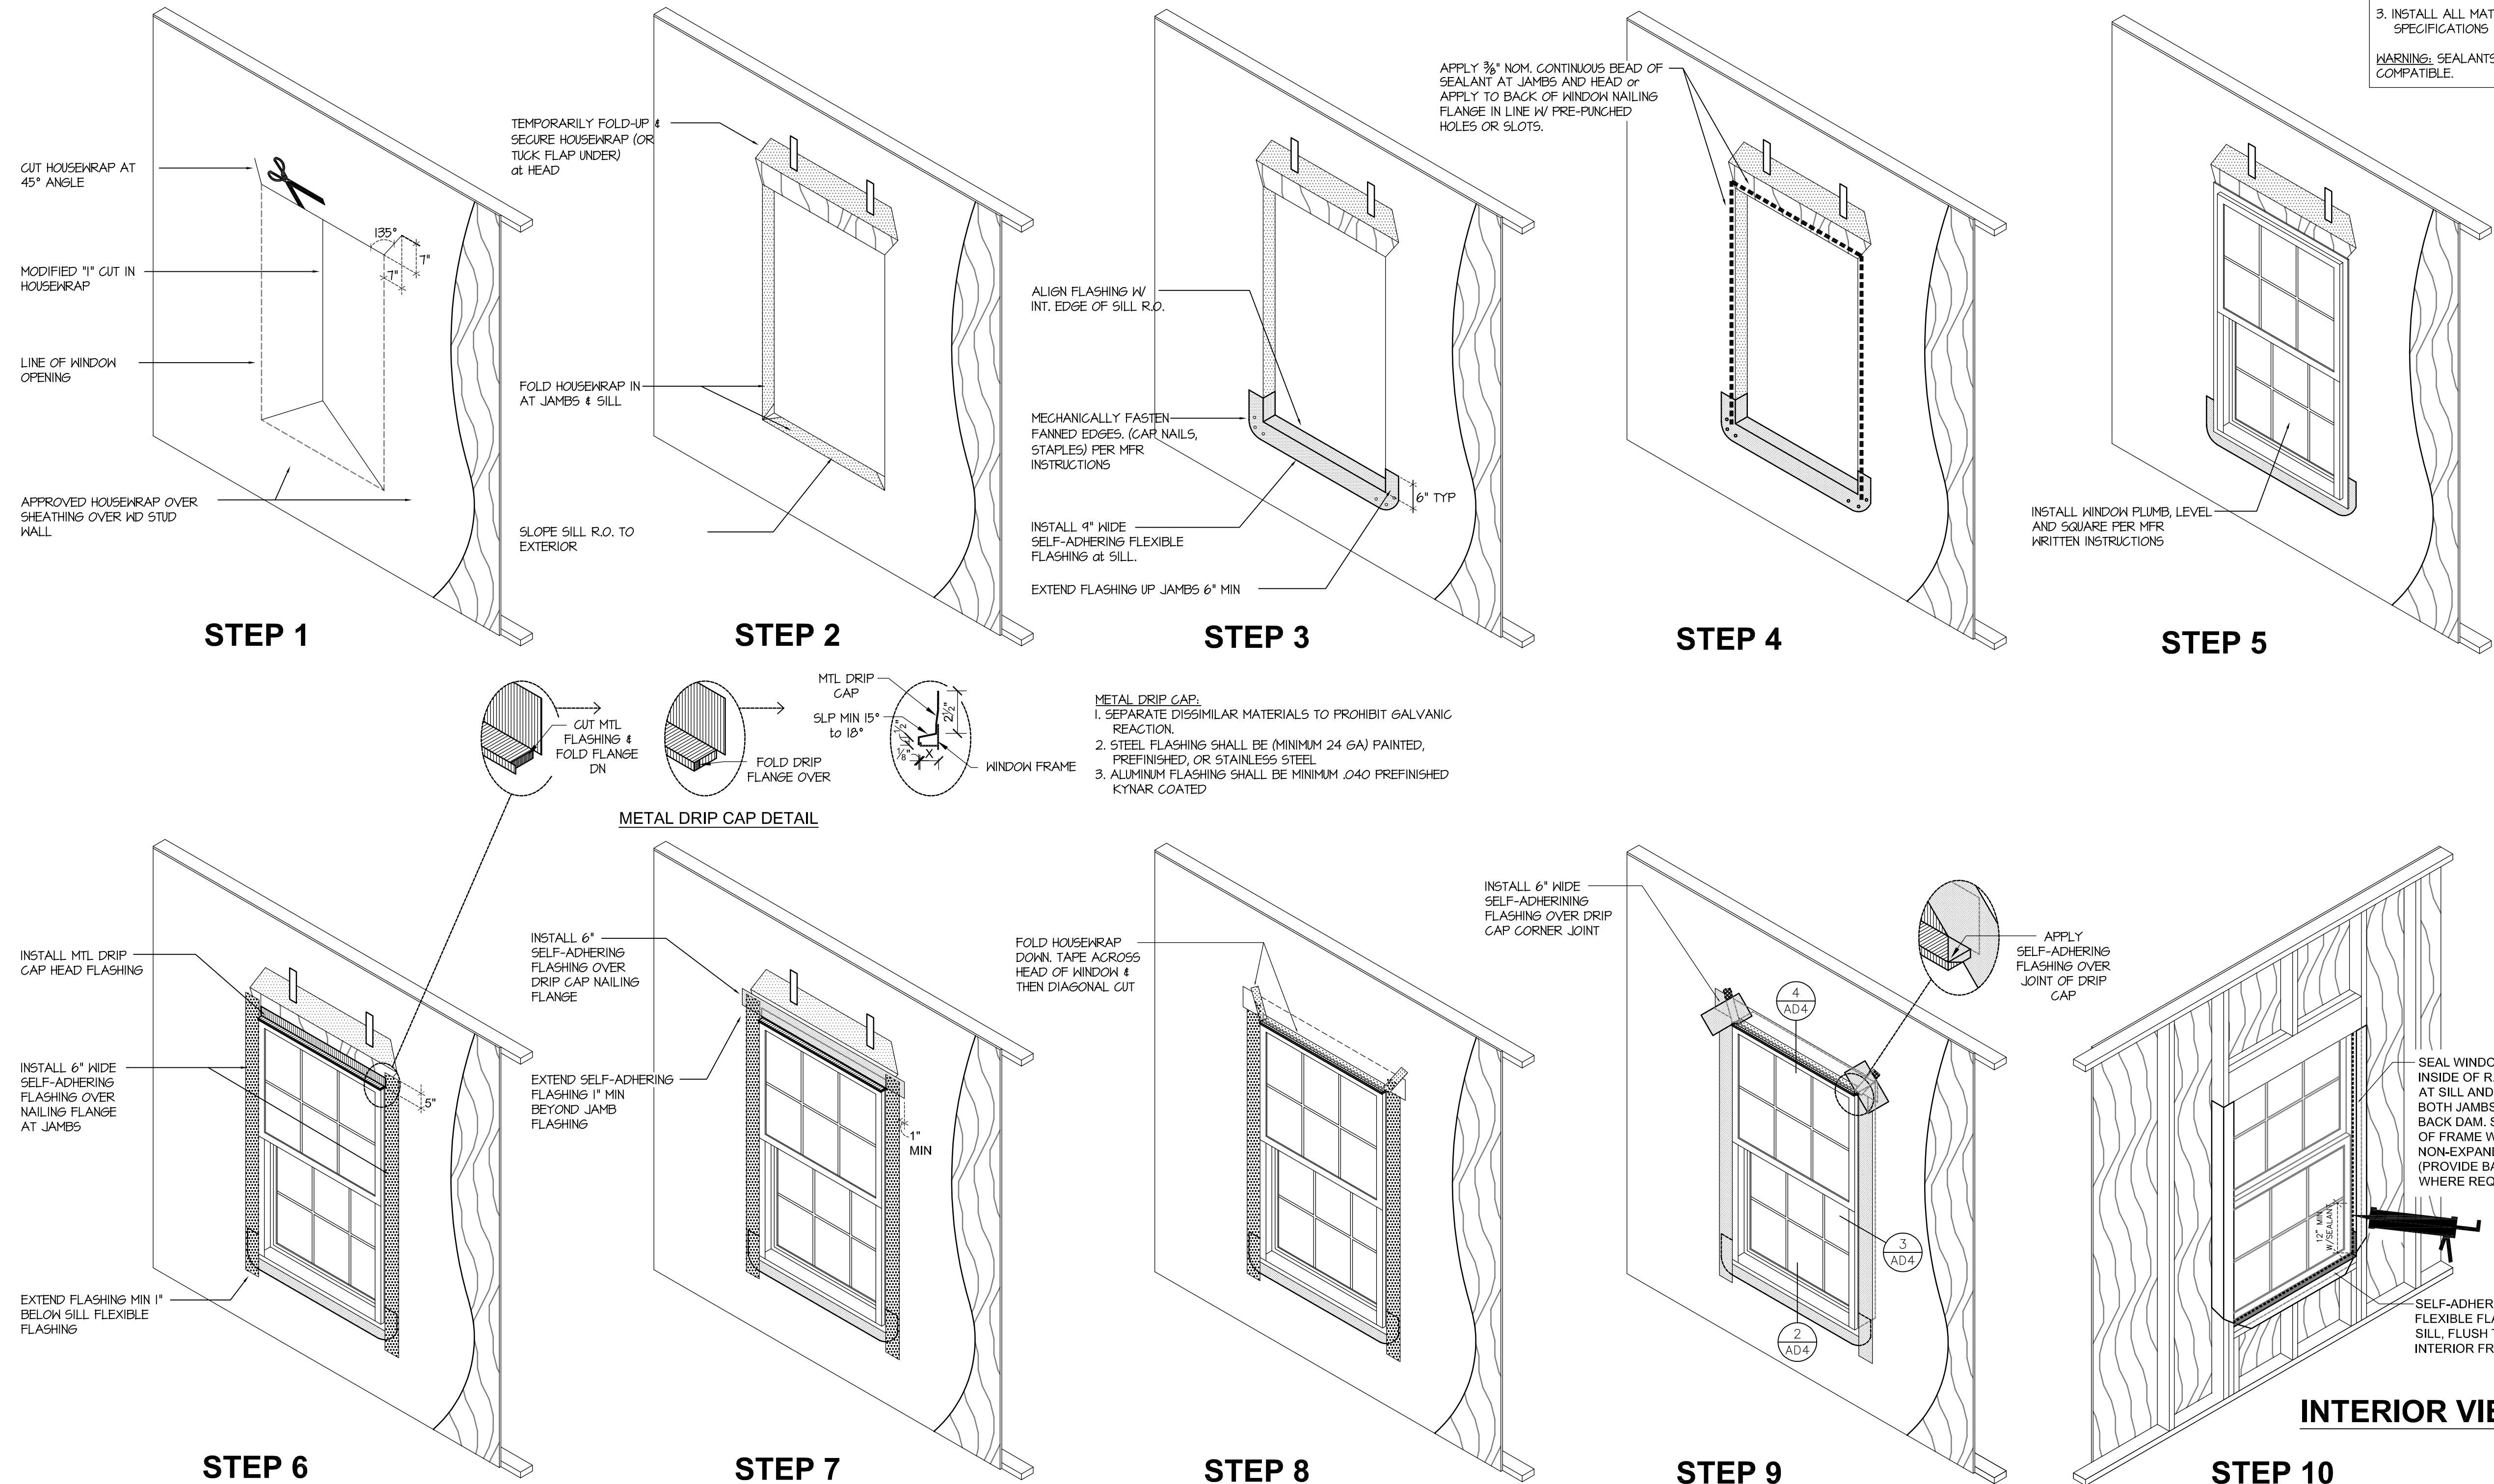 CUT HOUSEWRAP AT
45° ANGLE
135°
7"
7"
MODIFIED "I" CUT IN
HOUSEWRAP
LINE OF WINDOW
OPENING
APPROVED HOUSEWRAP OVER
SHEATHING OVER WD STUD
WALL
STEP 1
TEMPORARILY FOLD-UP &
SECURE HOUSEWRAP (OR
TUCK FLAP UNDER)
at HEAD
FOLD HOUSEWRAP IN
AT JAMBS & SILL
SLOPE SILL R.O. TO
EXTERIOR
STEP 2
ALIGN FLASHING W/
INT. EDGE OF SILL R.O.
MECHANICALLY FASTEN
FANNED EDGES. (CAP NAILS,
STAPLES) PER MFR
INSTRUCTIONS
6" TYP
INSTALL 9" WIDE
SELF-ADHERING FLEXIBLE
FLASHING at SILL.
EXTEND FLASHING UP JAMBS 6" MIN
STEP 3
APPLY ⅜" NOM. CONTINUOUS BEAD OF
SEALANT AT JAMBS AND HEAD or
APPLY TO BACK OF WINDOW NAILING
FLANGE IN LINE W/ PRE-PUNCHED
HOLES OR SLOTS.
STEP 4
3. INSTALL ALL MAT
SPECIFICATIONS
WARNING: SEALANTS
COMPATIBLE.
INSTALL WINDOW PLUMB, LEVEL
AND SQUARE PER MFR
WRITTEN INSTRUCTIONS
STEP 5
CUT MTL
FLASHING &
FOLD FLANGE
DN
FOLD DRIP
FLANGE OVER
MTL DRIP
CAP
SLP MIN 15°
to 18°
2½"
½"
⅛"
X
WINDOW FRAME
METAL DRIP CAP DETAIL
METAL DRIP CAP:
1. SEPARATE DISSIMILAR MATERIALS TO PROHIBIT GALVANIC
REACTION.
2. STEEL FLASHING SHALL BE (MINIMUM 24 GA) PAINTED,
PREFINISHED, OR STAINLESS STEEL
3. ALUMINUM FLASHING SHALL BE MINIMUM .040 PREFINISHED
KYNAR COATED
INSTALL MTL DRIP
CAP HEAD FLASHING
INSTALL 6" WIDE
SELF-ADHERING
FLASHING OVER
NAILING FLANGE
AT JAMBS
5"
EXTEND FLASHING MIN 1"
BELOW SILL FLEXIBLE
FLASHING
STEP 6
INSTALL 6"
SELF-ADHERING
FLASHING OVER
DRIP CAP NAILING
FLANGE
EXTEND SELF-ADHERING
FLASHING 1" MIN
BEYOND JAMB
FLASHING
1"
MIN
STEP 7
FOLD HOUSEWRAP
DOWN. TAPE ACROSS
HEAD OF WINDOW &
THEN DIAGONAL CUT
STEP 8
INSTALL 6" WIDE
SELF-ADHERINING
FLASHING OVER DRIP
CAP CORNER JOINT
APPLY
SELF-ADHERING
FLASHING OVER
JOINT OF DRIP
CAP
4
AD4
3
AD4
2
AD4
STEP 9
SEAL WINDO
INSIDE OF R.
AT SILL AND
BOTH JAMBS
BACK DAM. S
OF FRAME W
NON-EXPAND
(PROVIDE BA
WHERE REQ
12" MIN
W/SEALANT
SELF-ADHER
FLEXIBLE FLA
SILL, FLUSH T
INTERIOR FR
INTERIOR VIE
STEP 10